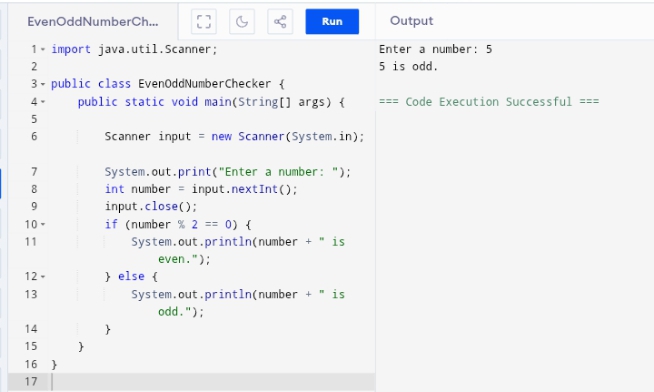 EvenOddNumberCh...
Run
Output
1 import java.util.Scanner;
2
3 public class EvenOddNumberChecker {
4 public static void main(String[] args) {
5
6 Scanner input = new Scanner(System.in);
7 System.out.print("Enter a number: ");
8 int number = input.nextInt();
9 input.close();
10 if (number % 2 == 0) {
11 System.out.println(number + " is
even.");
12 } else {
13 System.out.println(number + " is
odd.");
14 }
15 }
16 }
17
Enter a number: 5
5 is odd.
=== Code Execution Successful ===